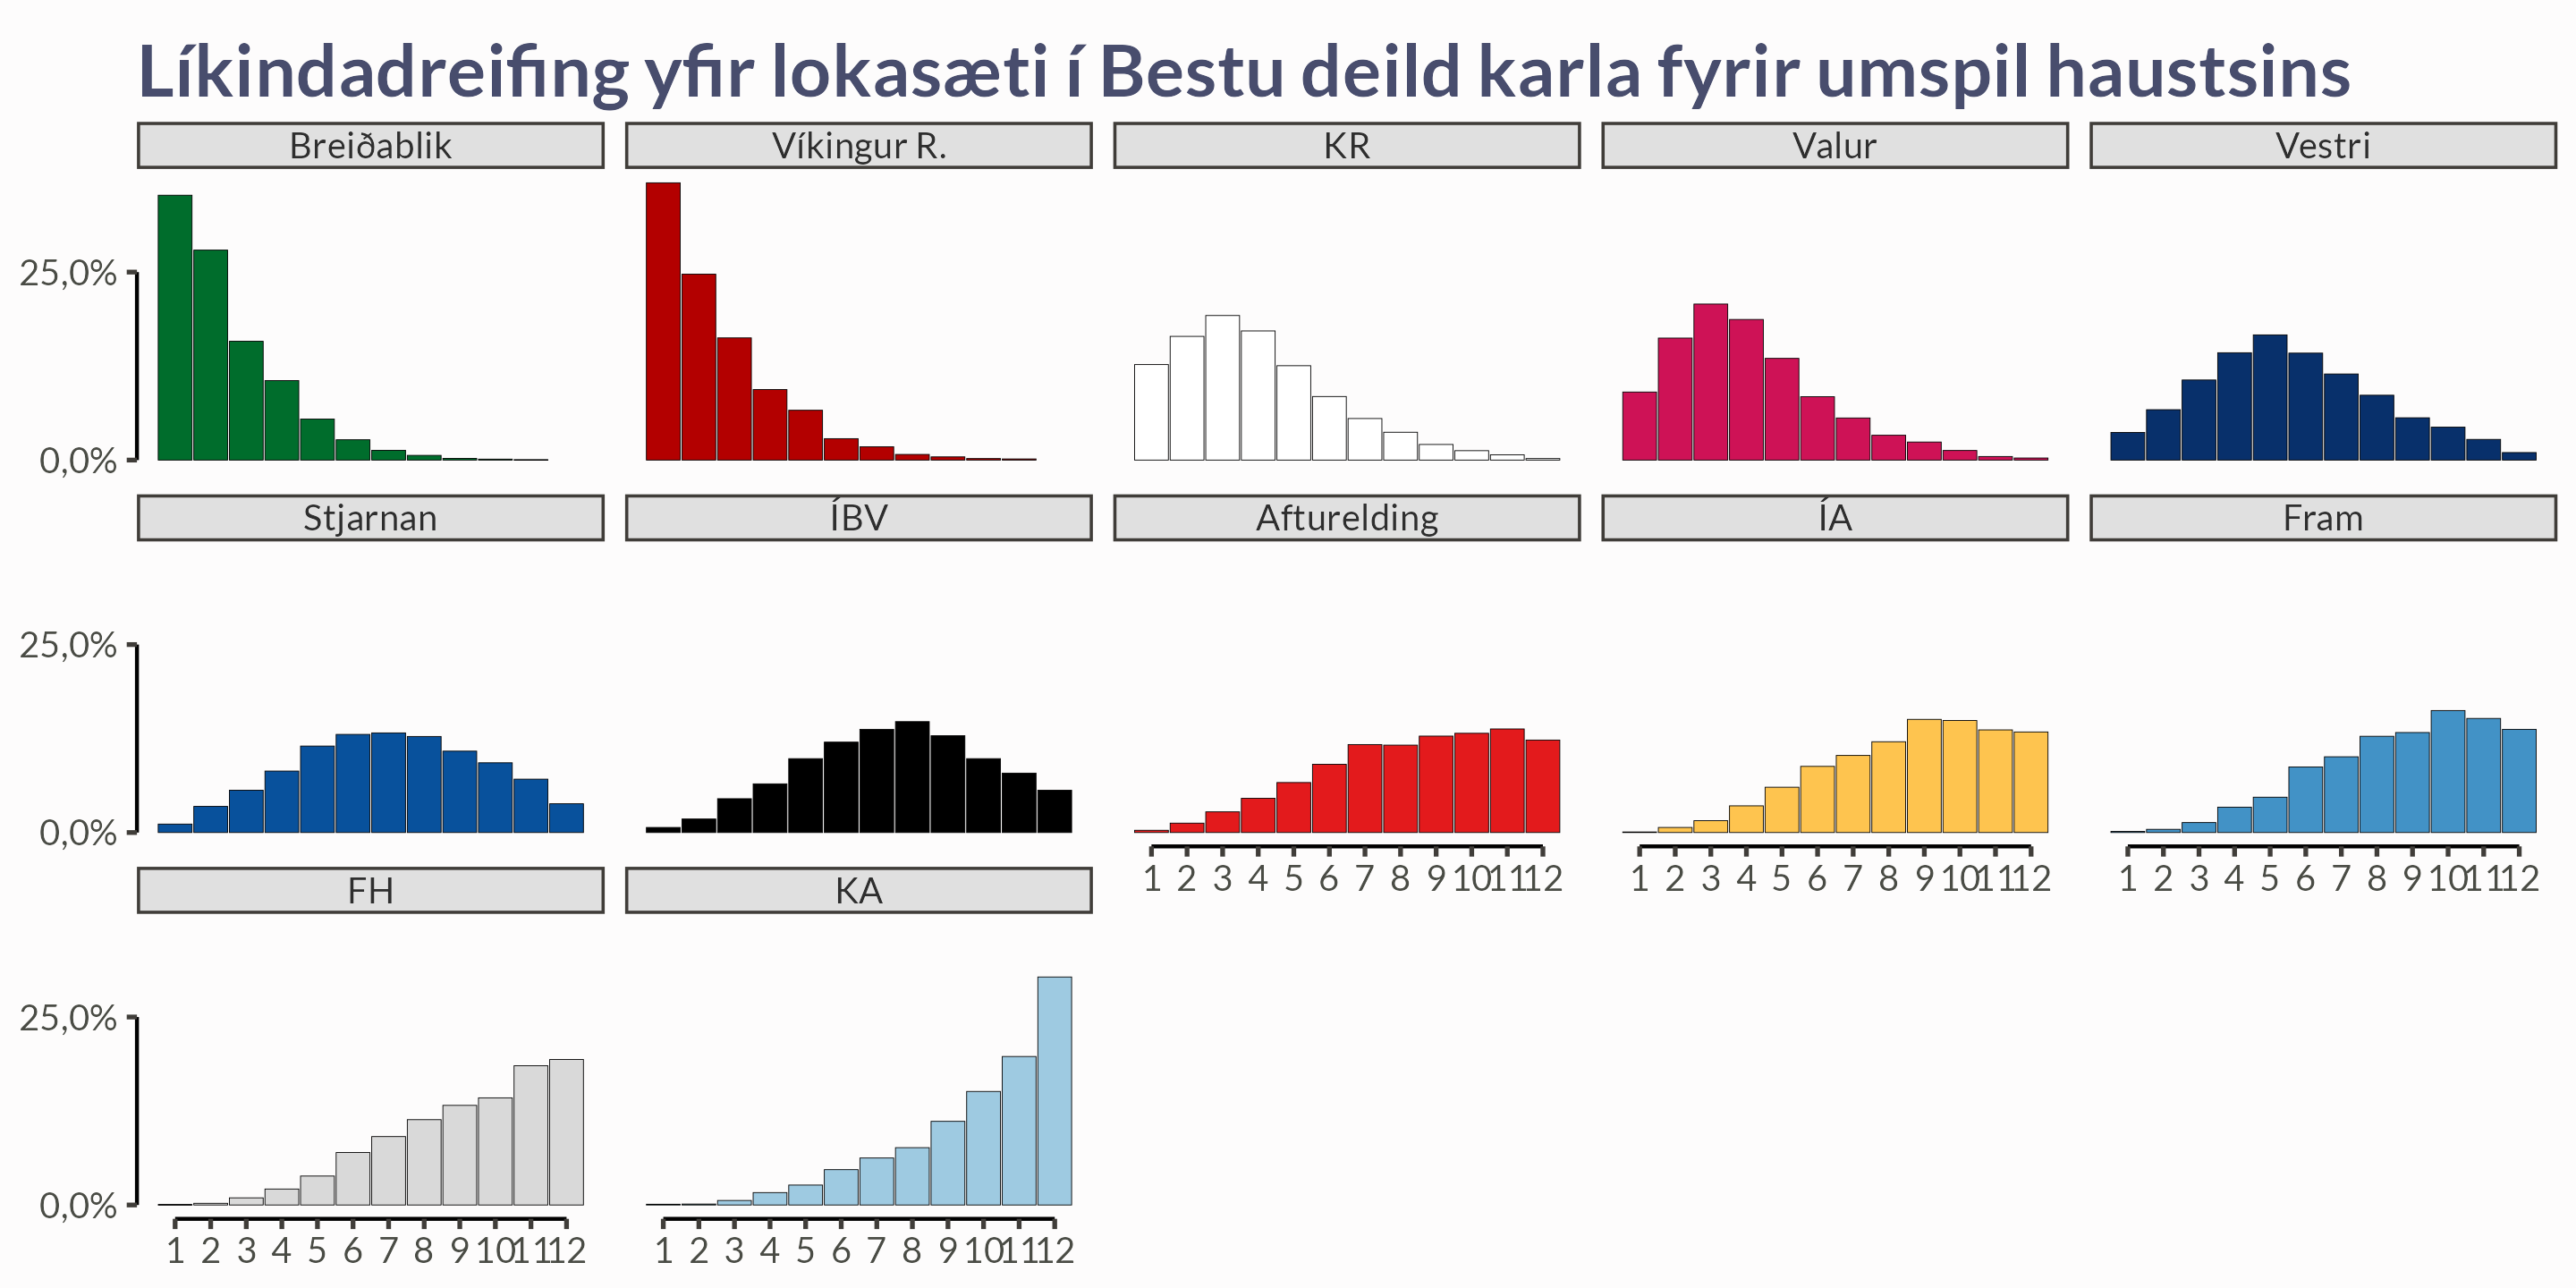 Líkindadreifing yfir lokasæti í Bestu deild karla fyrir umspil haustsins
Breiðablik
Víkingur R.
KR
Valur
Vestri
25,0%
0,0%
Stjarnan
ÍBV
Afturelding
ÍA
Fram
25,0%
0,0%
1 2 3 4 5 6 7 8 9 10 11 12
1 2 3 4 5 6 7 8 9 10 11 12
1 2 3 4 5 6 7 8 9 10 11 12
FH
KA
25,0%
0,0%
1 2 3 4 5 6 7 8 9 10 11 12
1 2 3 4 5 6 7 8 9 10 11 12